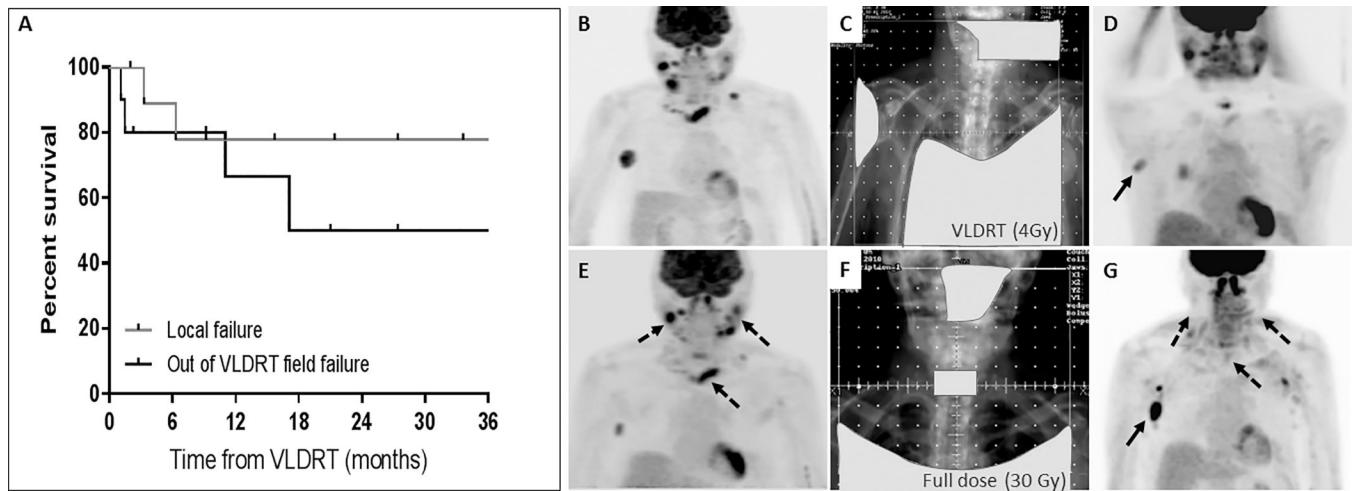 A
100
80
60
40
20
0
Percent survival
Local failure
Out of VLDRT field failure
0 6 12 18 24 30 36
Time from VLDRT (months)
B
C
VLDRT (4Gy)
D
E
F
Full dose (30 Gy)
G